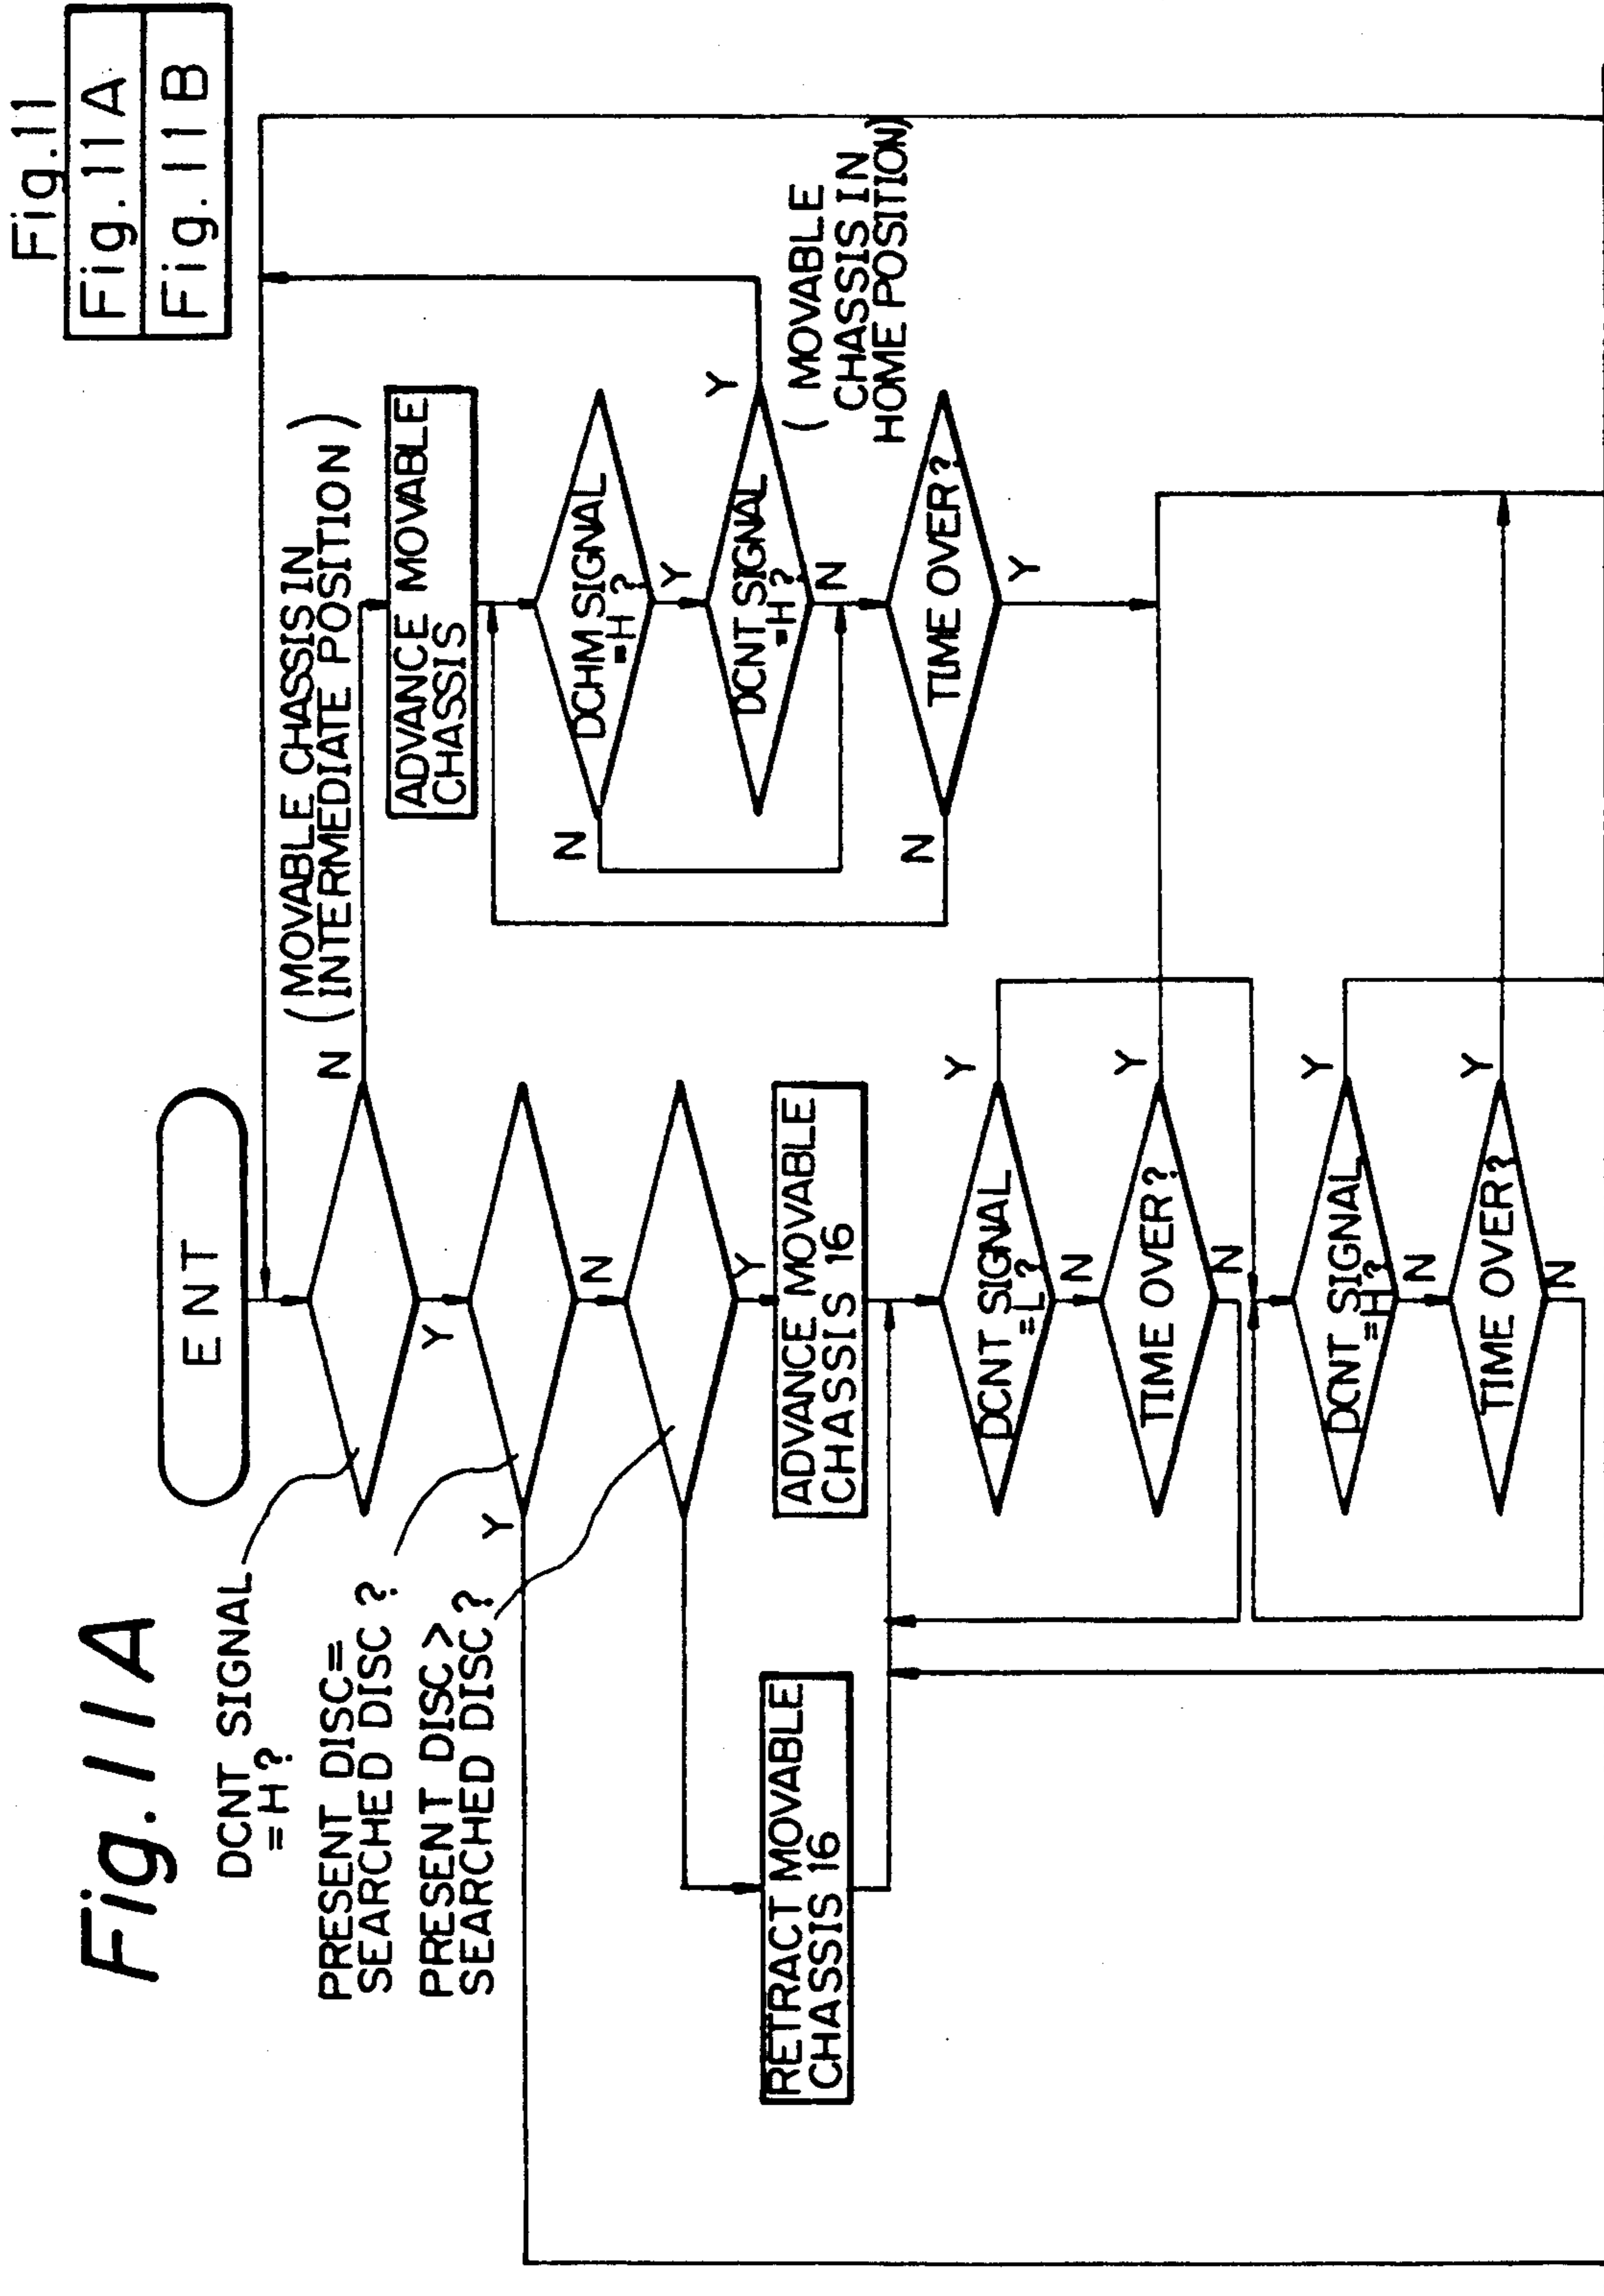 Fig.11
Fig.11A
Fig.11B
Fig.11A
ENT
DCNT SIGNAL
=H?
PRESENT DISC=
SEARCHED DISC ?
PRESENT DISC>
SEARCHED DISC ?
N
(MOVABLE CHASSIS IN )
(INTERMEDIATE POSITION )
Y
Y
N
Y
ADVANCE MOVABLE
CHASSIS
DCHM SIGNAL
=H ?
N
Y
DCNT SIGNAL
=H ?
Y
N
( MOVABLE
CHASSIS IN
HOME POSITION)
TIME OVER?
N
Y
RETRACT MOVABLE
CHASSIS 16
ADVANCE MOVABLE
CHASSIS 16
DCNT SIGNAL
=L?
Y
N
TIME OVER?
Y
N
DCNT SIGNAL
=H?
Y
N
TIME OVER?
Y
N